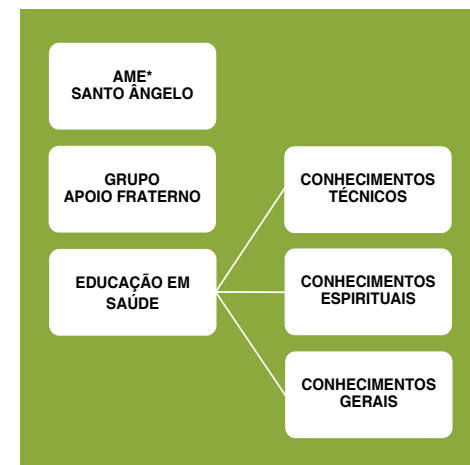 AME*
SANTO ÂNGELO
GRUPO
APOIO FRATERNO
EDUCAÇÃO EM
SAÚDE
CONHECIMENTOS
TÉCNICOS
CONHECIMENTOS
ESPIRITUAIS
CONHECIMENTOS
GERAIS